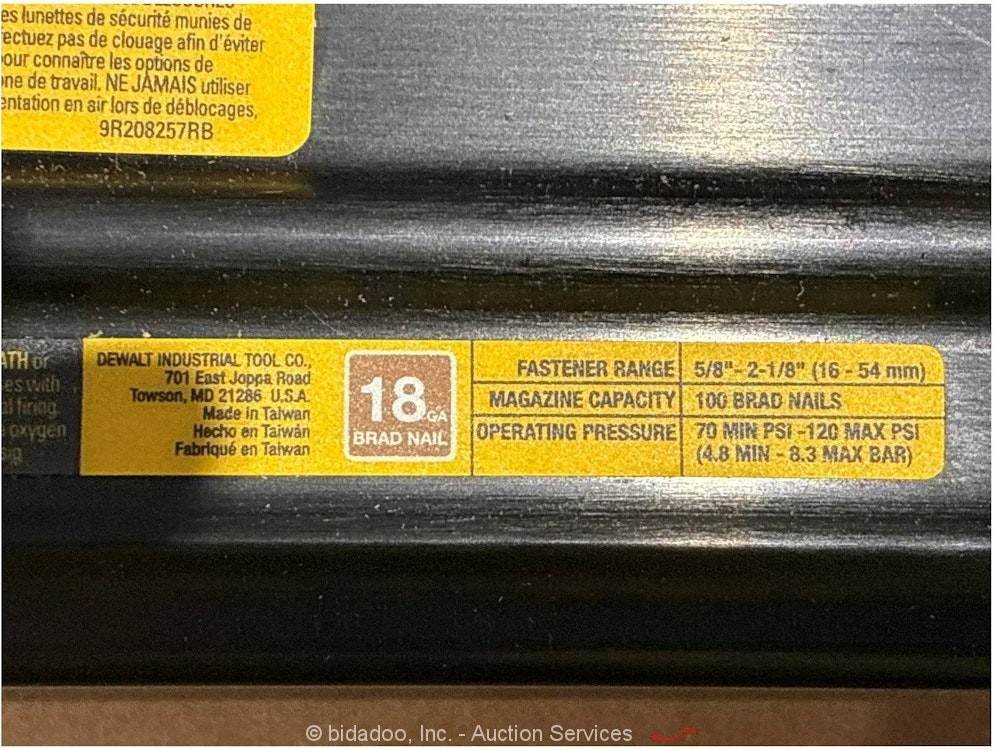 es lunettes de sécurité munies de
ectuez pas de clouage afin d'éviter
our connaître les options de
ne de travail. NE JAMAIS utiliser
entation en air lors de déblocages,
9R208257RB
ATH or
es with
firing
oxygen
DEWALT INDUSTRIAL TOOL CO.,
701 East Joppa Road
Towson, MD 21286 U.S.A.
Made in Taiwan
Hecho en Taiwán
Fabriqué en Taiwan
18 GA
BRAD NAIL
FASTENER RANGE 5/8" - 2-1/8" (16 - 54 mm)
MAGAZINE CAPACITY 100 BRAD NAILS
OPERATING PRESSURE 70 MIN PSI -120 MAX PSI
(4.8 MIN - 8.3 MAX BAR)
© bidadoo, Inc. - Auction Services